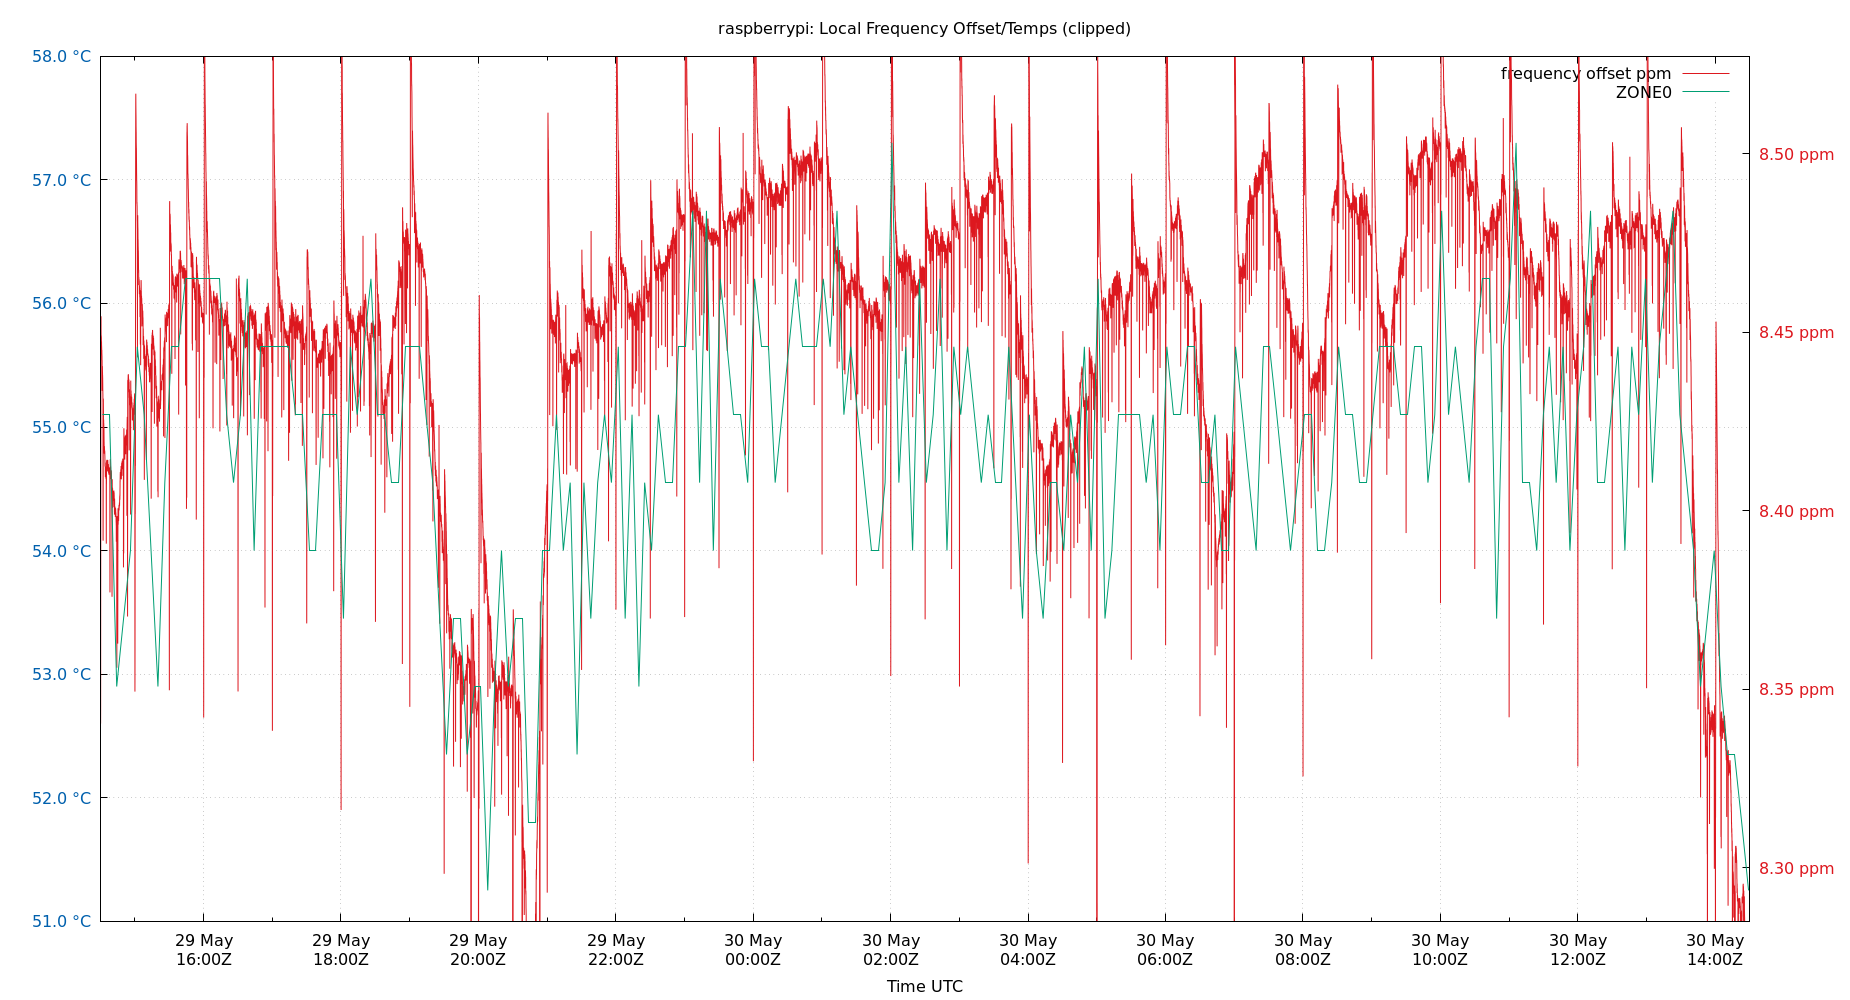 raspberrypi: Local Frequency Offset/Temps (clipped)
frequency offset ppm
ZONE0
58.0 °C
57.0 °C
56.0 °C
55.0 °C
54.0 °C
53.0 °C
52.0 °C
51.0 °C
8.50 ppm
8.45 ppm
8.40 ppm
8.35 ppm
8.30 ppm
29 May 29 May 29 May 29 May 30 May 30 May 30 May 30 May 30 May 30 May 30 May 30 May
16:00Z 18:00Z 20:00Z 22:00Z 00:00Z 02:00Z 04:00Z 06:00Z 08:00Z 10:00Z 12:00Z 14:00Z
Time UTC